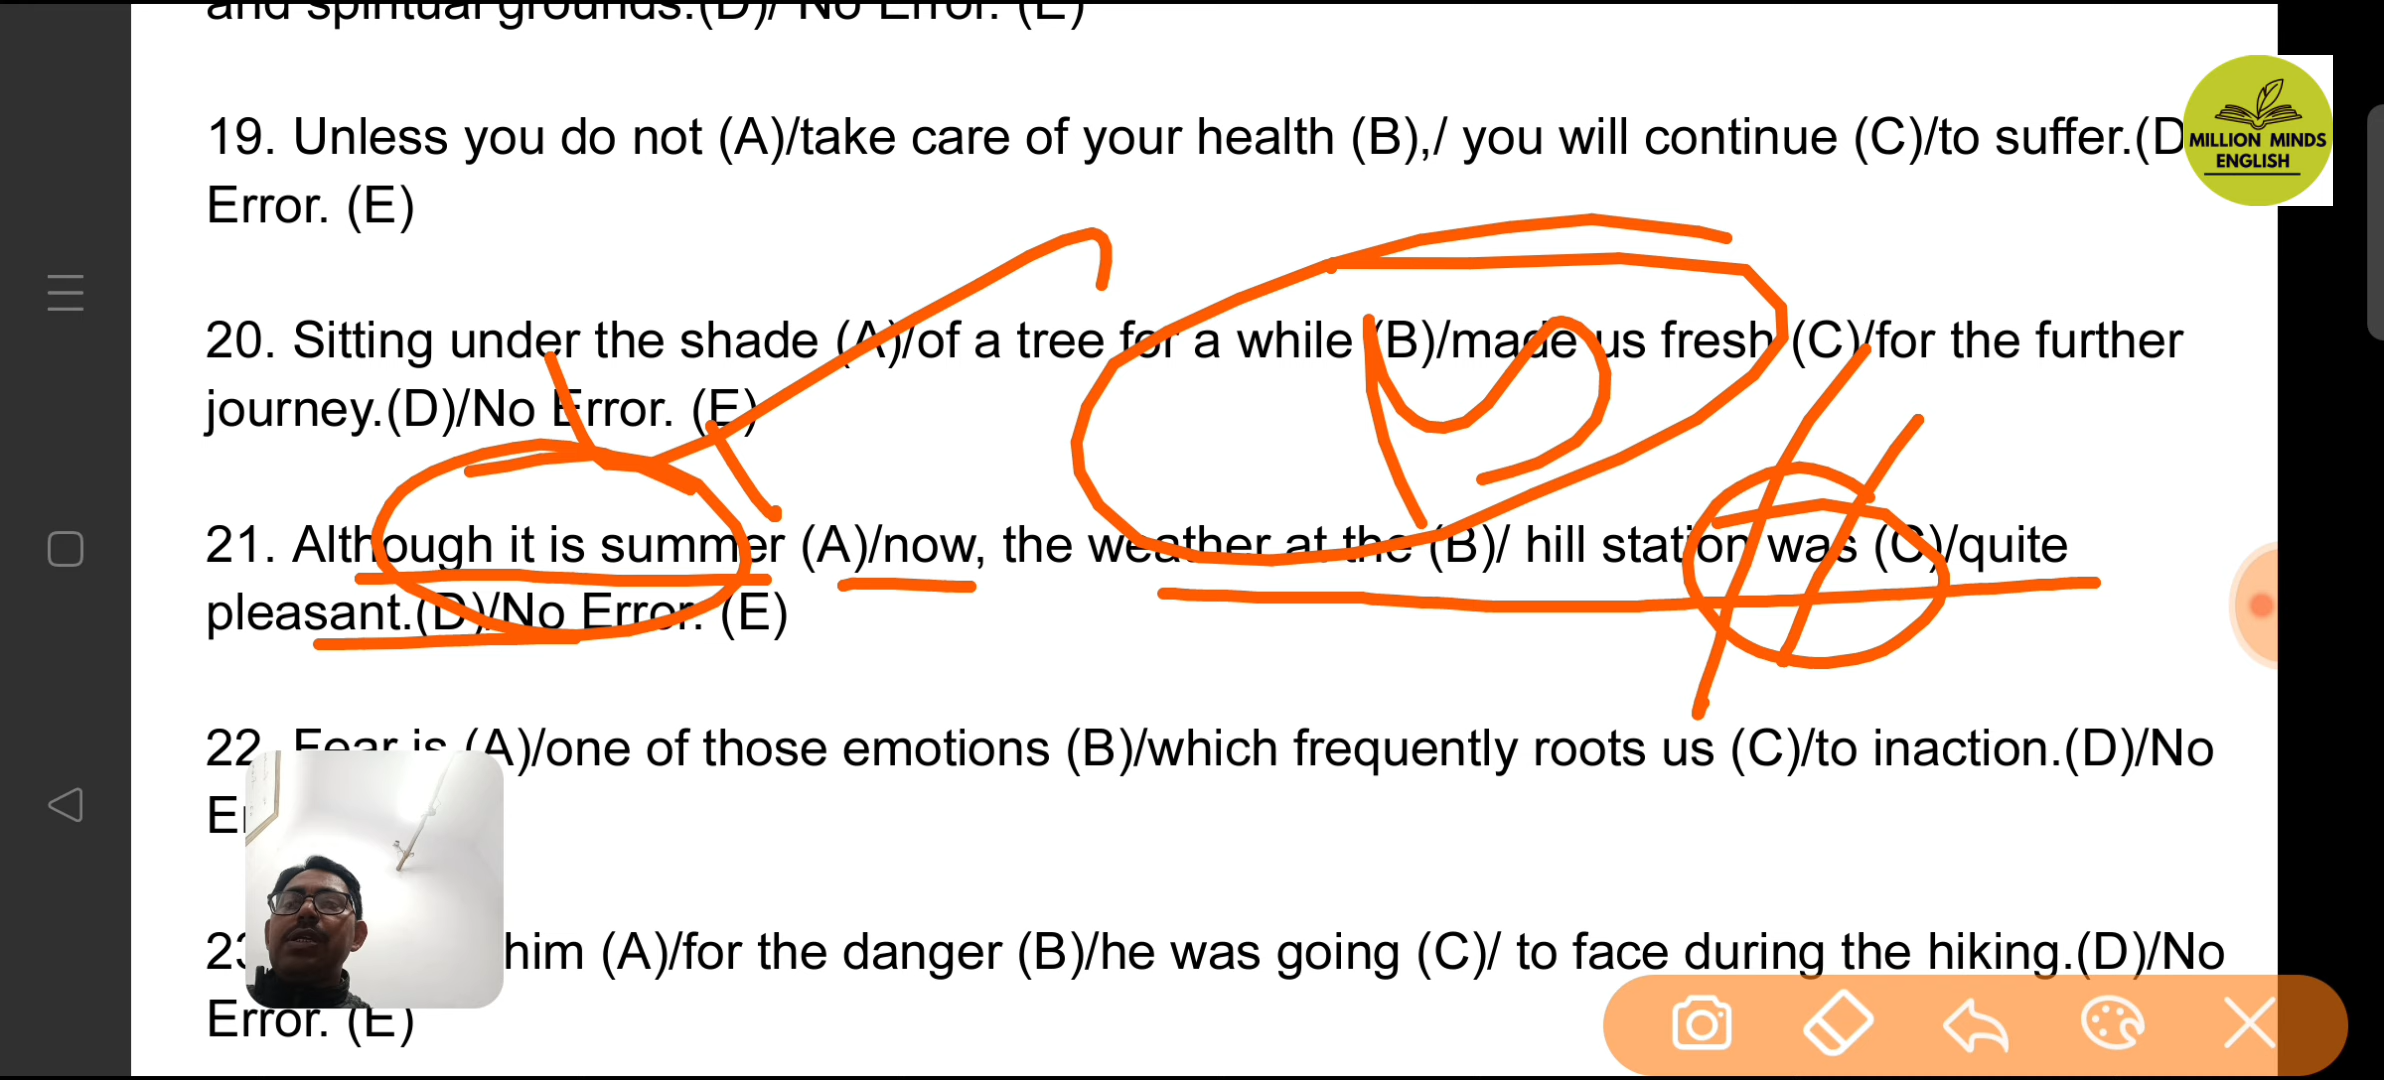 and spiritual grounds.(D)/ No Error. (E)
19. Unless you do not (A)/take care of your health (B),/ you will continue (C)/to suffer.(D
MILLION MINDS
ENGLISH
Error. (E)
20. Sitting under the shade (A)/of a tree for a while (B)/made us fresh (C)/for the further
journey.(D)/No Error. (E)
21. Although it is summer (A)/now, the weather at the (B)/ hill station was (C)/quite
pleasant.(D)/No Error. (E)
22. Fear is (A)/one of those emotions (B)/which frequently roots us (C)/to inaction.(D)/No
him (A)/for the danger (B)/he was going (C)/ to face during the hiking.(D)/No
Error. (E)